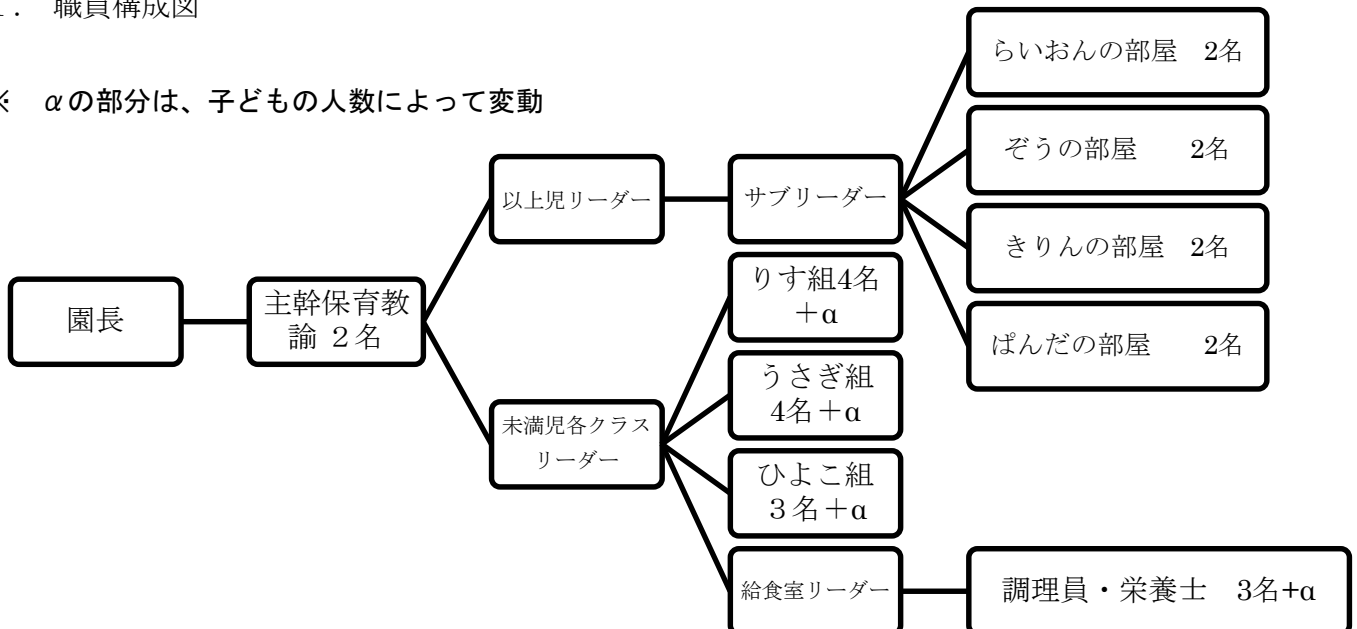 職員構成図
αの部分は、子どもの人数によって変動
園長
主幹保育教
諭 ２名
以上児リーダー
サブリーダー
らいおんの部屋　2名
ぞうの部屋　　2名
きりんの部屋　2名
ぱんだの部屋　　2名
未満児各クラス
リーダー
りす組4名
＋α
うさぎ組
4名＋α
ひよこ組
３名＋α
給食室リーダー
調理員・栄養士　3名+α